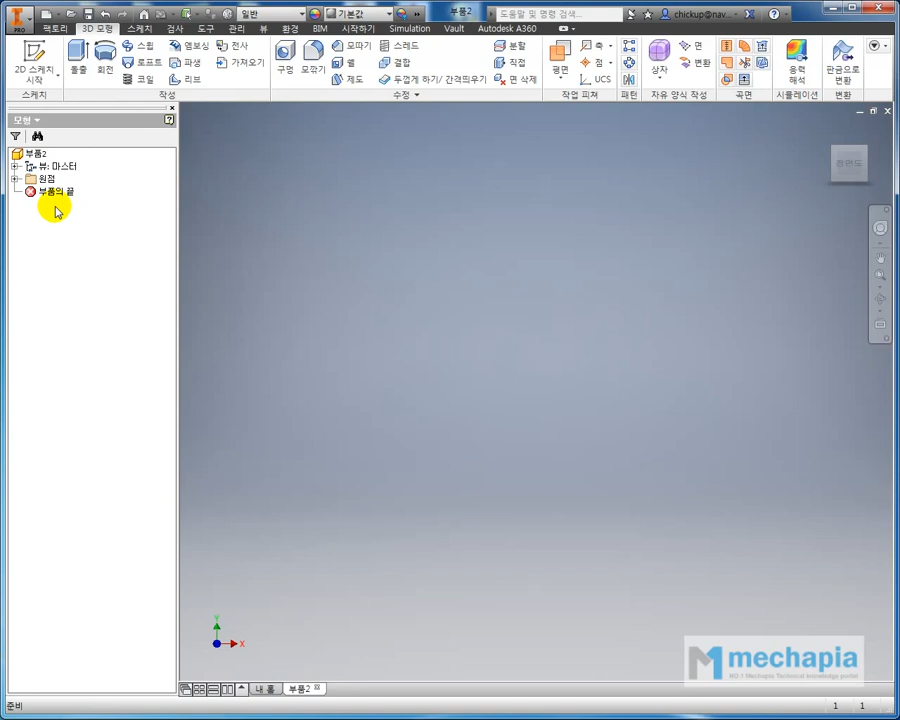 부품2
일반
기본값
도움말 및 명령 검색...
chickup@nav...
PRO
팩토리 3D 모형 스케치 검사 도구 관리 뷰 환경 BIM 시작하기 Simulation Vault Autodesk A360
2D 스케치
시작
돌출
회전
스윕
로프트
코일
엠보싱
파생
리브
전사
가져오기
구멍
모깎기
모따기
쉘
제도
스레드
결합
두껍게 하기/ 간격띄우기
분할
직접
면 삭제
평면
축
점
UCS
상자
면
변환
응력
해석
판금으로
변환
스케치 작성 수정 작업 피쳐 패턴 자유 양식 작성 곡면 시뮬레이션 변환
모형
부품2
뷰: 마스터
원점
부품의 끝
정면도
Y
X
mechapia
NO.1 Mechapia Technical knowledge portal
내 홈 부품2
준비
1 1